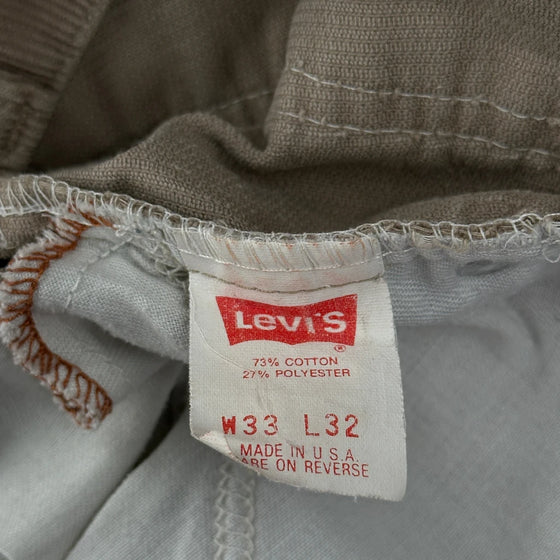 Levi's
®
73% COTTON
27% POLYESTER
W33 L32
MADE IN U.S.A.
ARE ON REVERSE